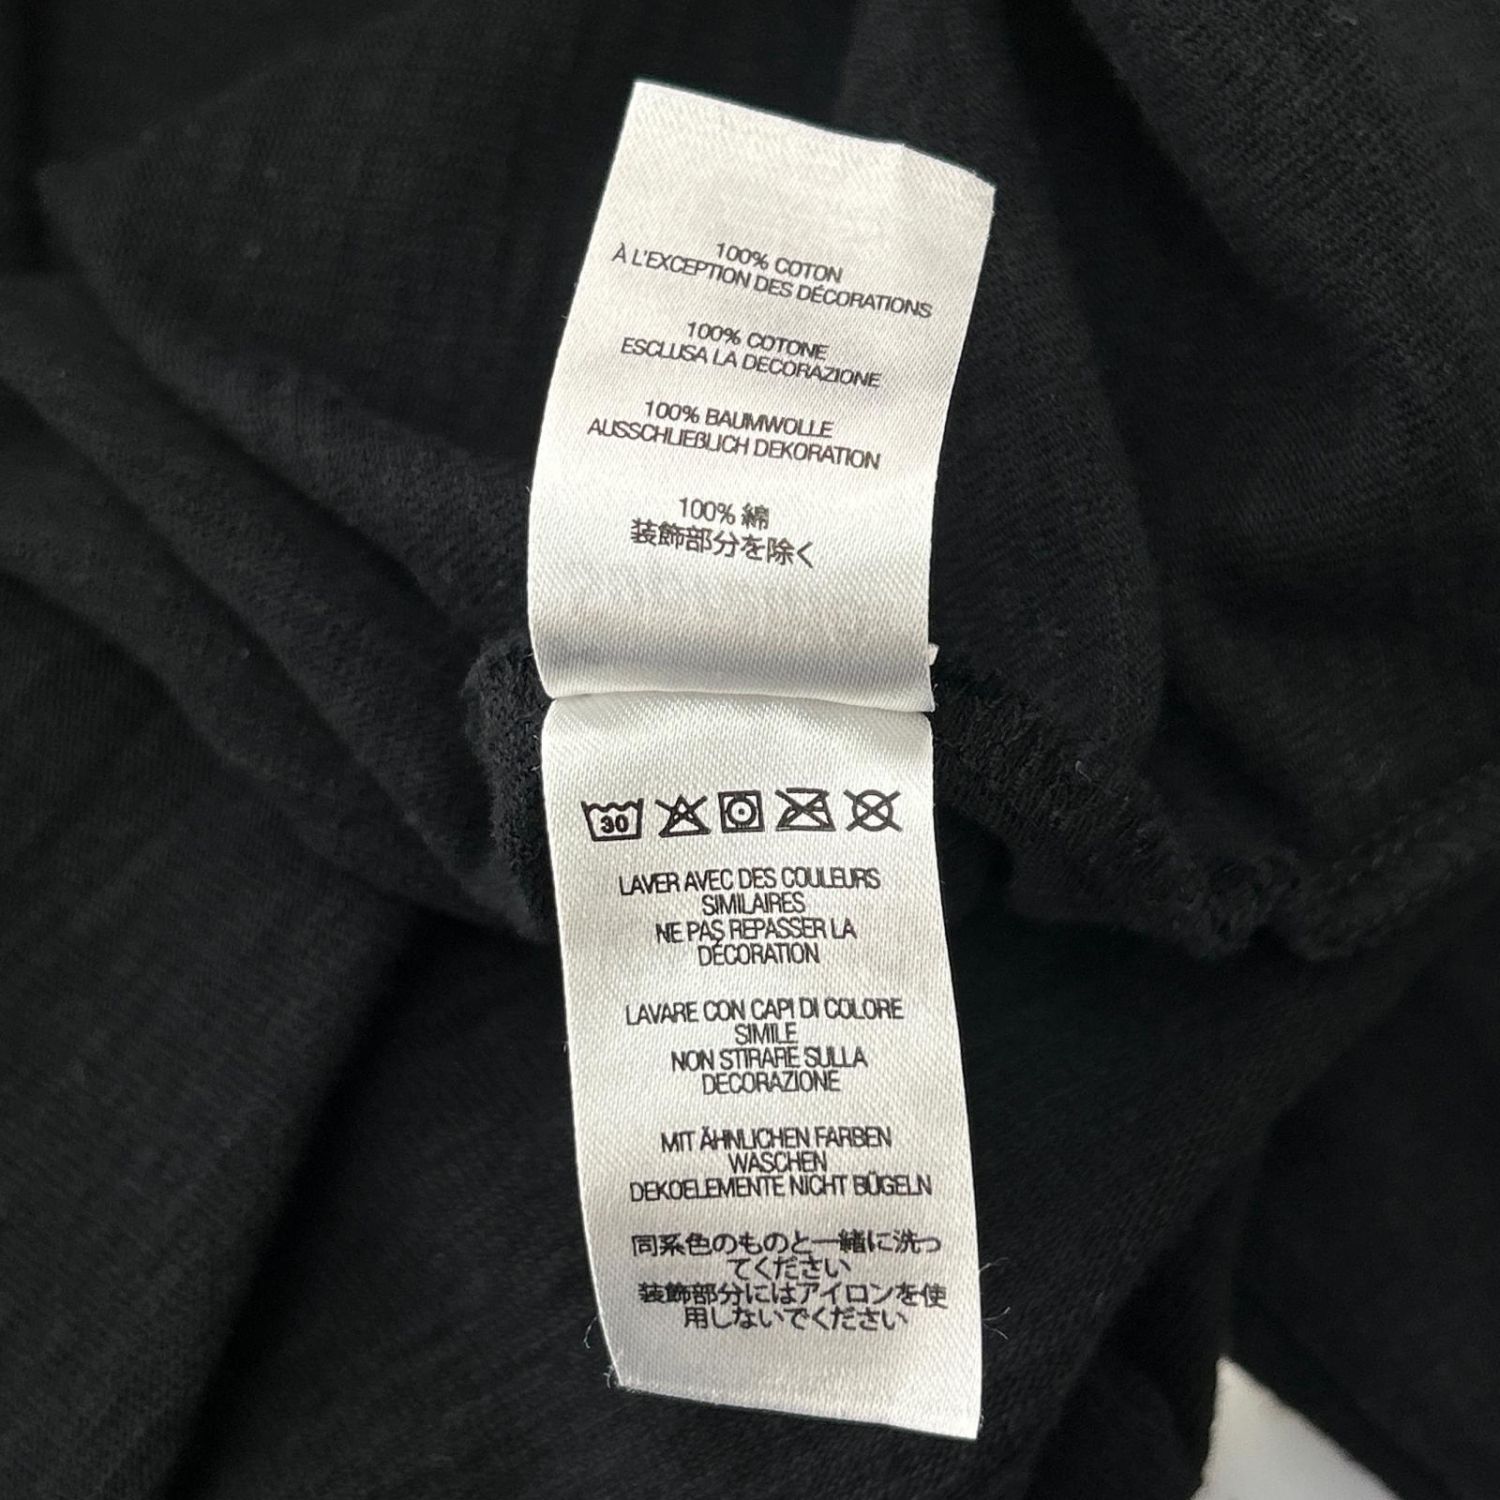 100% COTON
À L'EXCEPTION DES DÉCORATIONS
100% COTONE
ESCLUSA LA DECORAZIONE
100% BAUMWOLLE
AUSSCHLIEẞLICH DEKORATION
100% 綿
装飾部分を除く
30
LAVER AVEC DES COULEURS
SIMILAIRES
NE PAS REPASSER LA
DÉCORATION
LAVARE CON CAPI DI COLORE
SIMILE
NON STIRARE SULLA
DECORAZIONE
MIT ÄHNLICHEN FARBEN
WASCHEN
DEKOELEMENTE NICHT BÜGELN
同系色のものと一緒に洗っ
てください
装飾部分にはアイロンを使
用しないでください